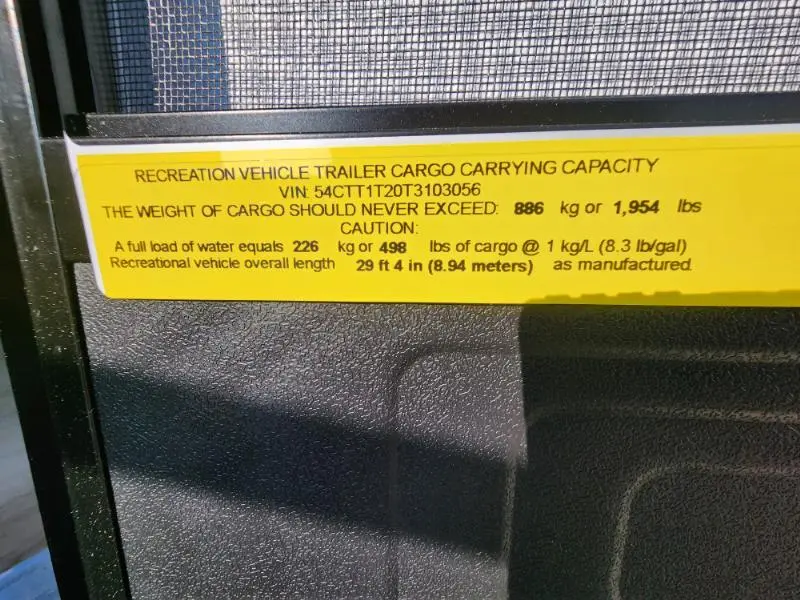 RECREATION VEHICLE TRAILER CARGO CARRYING CAPACITY
VIN: 54CTT1T20T3103056
THE WEIGHT OF CARGO SHOULD NEVER EXCEED: 886 kg or 1,954 lbs
CAUTION:
A full load of water equals 226 kg or 498 lbs of cargo @ 1 kg/L (8.3 lb/gal)
Recreational vehicle overall length 29 ft 4 in (8.94 meters) as manufactured.